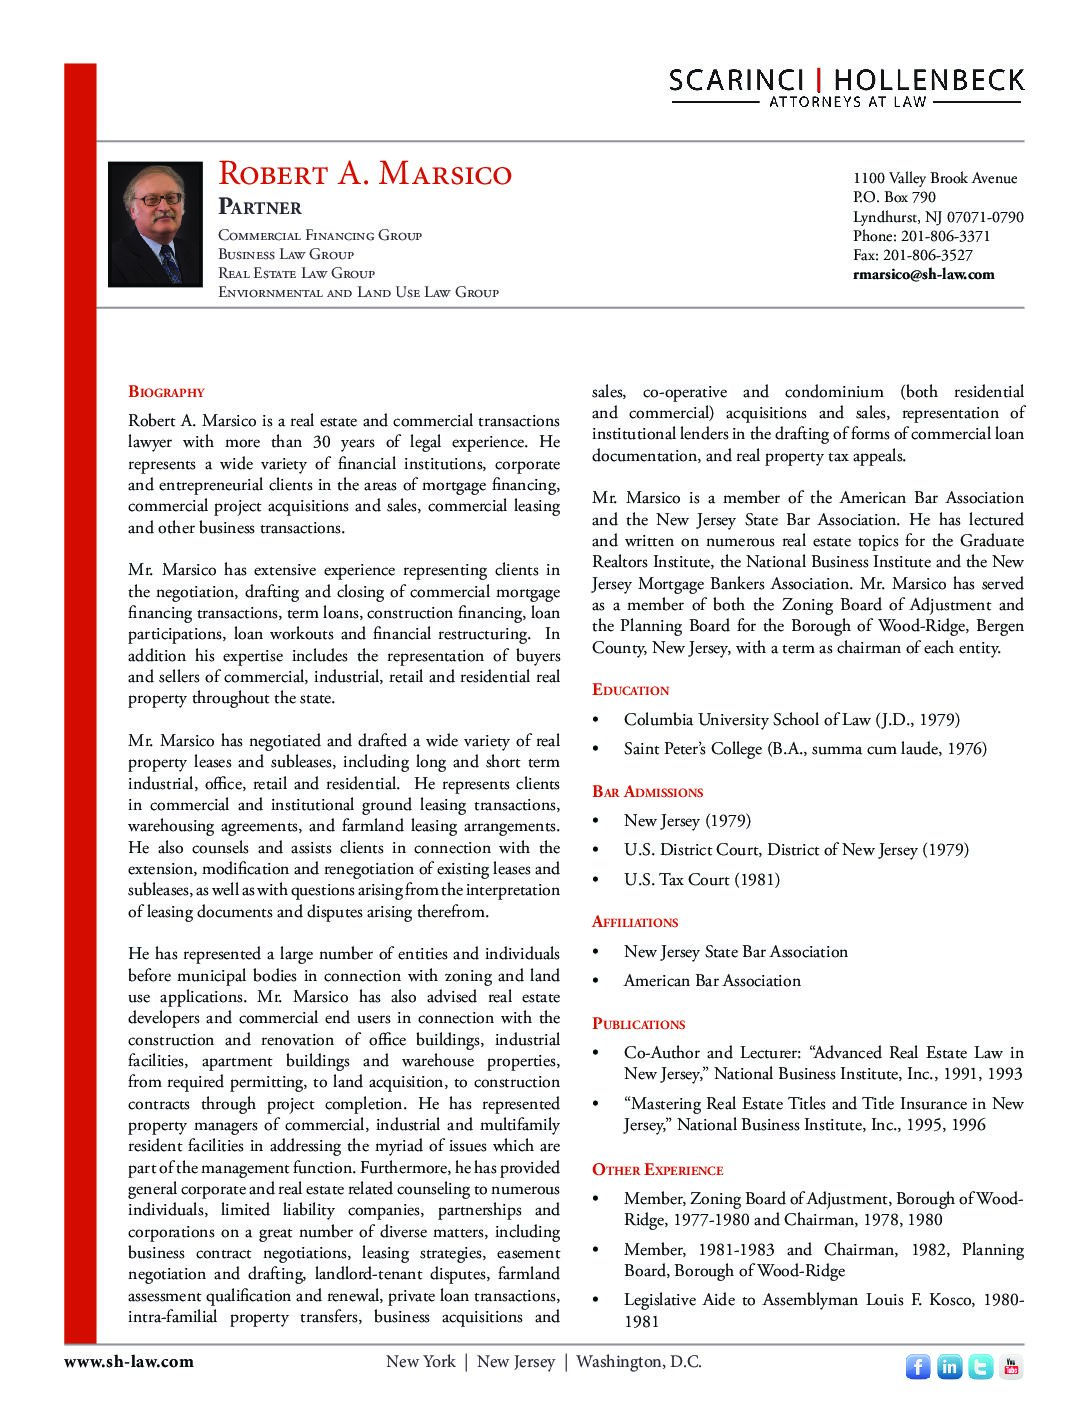 SCARINCI | HOLLENBECK
ATTORNEYS AT LAW
Robert A. Marsico
Partner
Commercial Financing Group
Business Law Group
Real Estate Law Group
Enviornmental and Land Use Law Group
1100 Valley Brook Avenue
P.O. Box 790
Lyndhurst, NJ 07071-0790
Phone: 201-806-3371
Fax: 201-806-3527
rmarsico@sh-law.com
Biography
Robert A. Marsico is a real estate and commercial transactions
lawyer with more than 30 years of legal experience. He
represents a wide variety of financial institutions, corporate
and entrepreneurial clients in the areas of mortgage financing,
commercial project acquisitions and sales, commercial leasing
and other business transactions.
Mr. Marsico has extensive experience representing clients in
the negotiation, drafting and closing of commercial mortgage
financing transactions, term loans, construction financing, loan
participations, loan workouts and financial restructuring. In
addition his expertise includes the representation of buyers
and sellers of commercial, industrial, retail and residential real
property throughout the state.
Mr. Marsico has negotiated and drafted a wide variety of real
property leases and subleases, including long and short term
industrial, office, retail and residential. He represents clients
in commercial and institutional ground leasing transactions,
warehousing agreements, and farmland leasing arrangements.
He also counsels and assists clients in connection with the
extension, modification and renegotiation of existing leases and
subleases, as well as with questions arising from the interpretation
of leasing documents and disputes arising therefrom.
He has represented a large number of entities and individuals
before municipal bodies in connection with zoning and land
use applications. Mr. Marsico has also advised real estate
developers and commercial end users in connection with the
construction and renovation of office buildings, industrial
facilities, apartment buildings and warehouse properties,
from required permitting, to land acquisition, to construction
contracts through project completion. He has represented
property managers of commercial, industrial and multifamily
resident facilities in addressing the myriad of issues which are
part of the management function. Furthermore, he has provided
general corporate and real estate related counseling to numerous
individuals, limited liability companies, partnerships and
corporations on a great number of diverse matters, including
business contract negotiations, leasing strategies, easement
negotiation and drafting, landlord-tenant disputes, farmland
assessment qualification and renewal, private loan transactions,
intra-familial property transfers, business acquisitions and
sales, co-operative and condominium (both residential
and commercial) acquisitions and sales, representation of
institutional lenders in the drafting of forms of commercial loan
documentation, and real property tax appeals.
Mr. Marsico is a member of the American Bar Association
and the New Jersey State Bar Association. He has lectured
and written on numerous real estate topics for the Graduate
Realtors Institute, the National Business Institute and the New
Jersey Mortgage Bankers Association. Mr. Marsico has served
as a member of both the Zoning Board of Adjustment and
the Planning Board for the Borough of Wood-Ridge, Bergen
County, New Jersey, with a term as chairman of each entity.
Education
• Columbia University School of Law (J.D., 1979)
• Saint Peter's College (B.A., summa cum laude, 1976)
Bar Admissions
• New Jersey (1979)
• U.S. District Court, District of New Jersey (1979)
• U.S. Tax Court (1981)
Affiliations
• New Jersey State Bar Association
• American Bar Association
Publications
• Co-Author and Lecturer: “Advanced Real Estate Law in
New Jersey,” National Business Institute, Inc., 1991, 1993
• “Mastering Real Estate Titles and Title Insurance in New
Jersey,” National Business Institute, Inc., 1995, 1996
Other Experience
• Member, Zoning Board of Adjustment, Borough of Wood-
Ridge, 1977-1980 and Chairman, 1978, 1980
• Member, 1981-1983 and Chairman, 1982, Planning
Board, Borough of Wood-Ridge
• Legislative Aide to Assemblyman Louis F. Kosco, 1980-
1981
www.sh-law.com
New York | New Jersey | Washington, D.C.
f in t You Tube